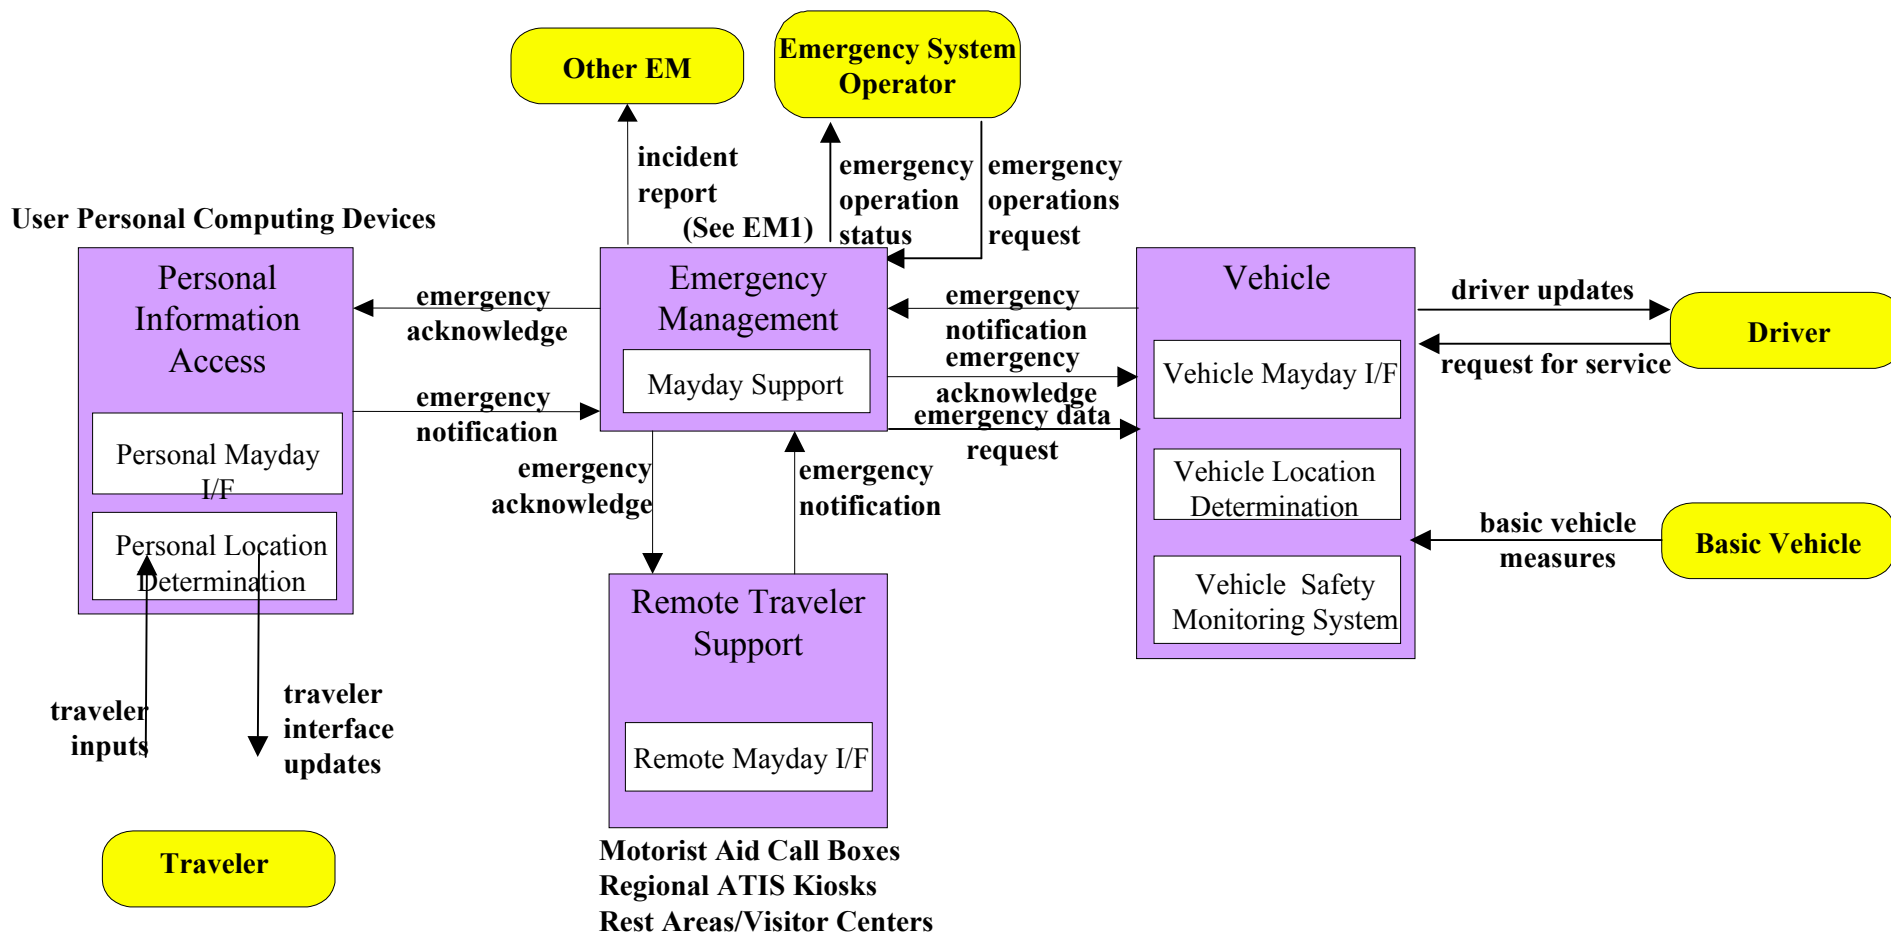 Other EM
Emergency System
Operator
incident
report
(See EM1)
emergency
operation
status
emergency
operations
request
User Personal Computing Devices
Personal
Information
Access
Personal Mayday
I/F
Personal Location
Determination
emergency
acknowledge
emergency
notification
Emergency
Management
Mayday Support
emergency
notification
emergency
acknowledge
emergency data
request
Vehicle
Vehicle Mayday I/F
Vehicle Location
Determination
Vehicle Safety
Monitoring System
driver updates
Driver
request for service
basic vehicle
measures
Basic Vehicle
emergency
acknowledge
emergency
notification
Remote Traveler
Support
Remote Mayday I/F
traveler
inputs
traveler
interface
updates
Traveler
Motorist Aid Call Boxes
Regional ATIS Kiosks
Rest Areas/Visitor Centers